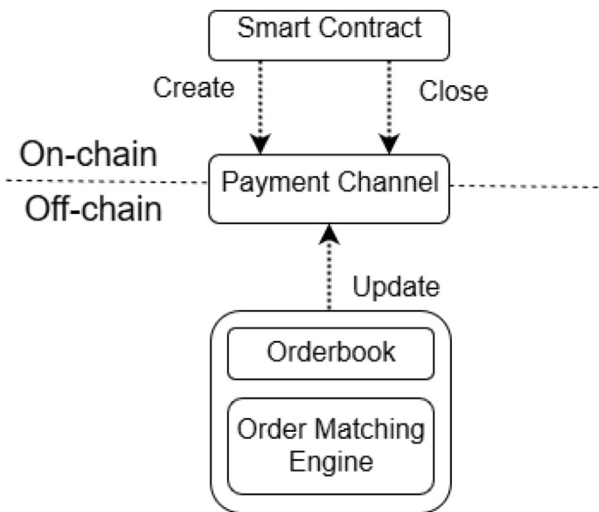 Smart Contract
Create
Close
On-chain
Payment Channel
Off-chain
Update
Orderbook
Order Matching
Engine